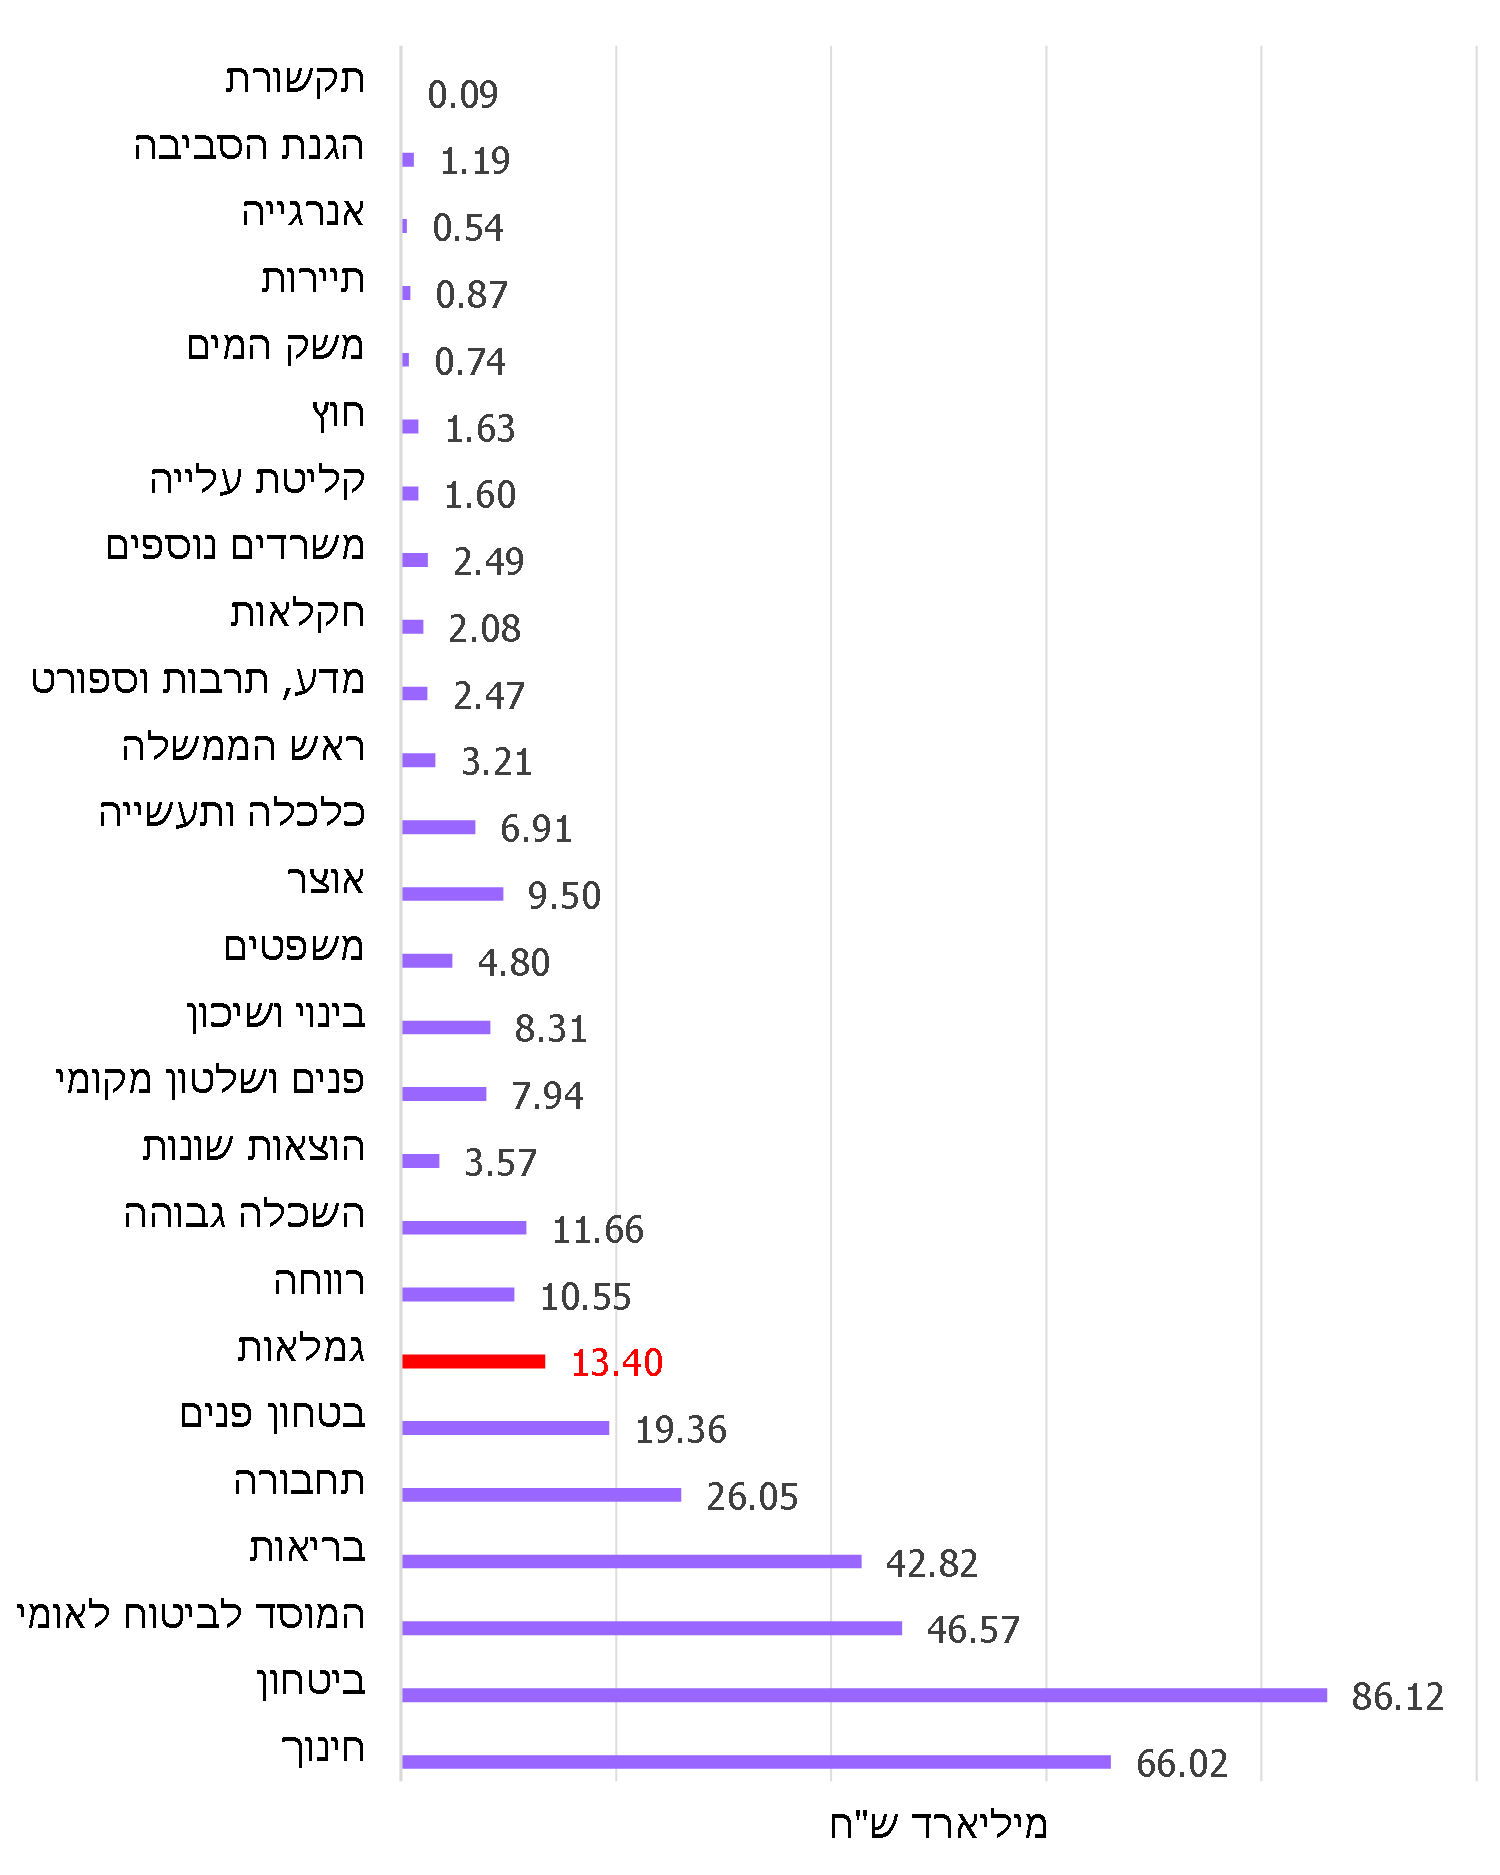 תקשורת 0.09
הגנת הסביבה 1.19
אנרגייה 0.54
תיירות 0.87
משק המים 0.74
חוץ 1.63
קליטת עלייה 1.60
משרדים נוספים 2.49
חקלאות 2.08
מדע, תרבות וספורט 2.47
ראש הממשלה 3.21
כלכלה ותעשייה 6.91
אוצר 9.50
משפטים 4.80
בינוי ושיכון 8.31
פנים ושלטון מקומי 7.94
הוצאות שונות 3.57
השכלה גבוהה 11.66
רווחה 10.55
גמלאות 13.40
בטחון פנים 19.36
תחבורה 26.05
בריאות 42.82
המוסד לביטוח לאומי 46.57
ביטחון 86.12
חינוך 66.02
מיליארד ש"ח